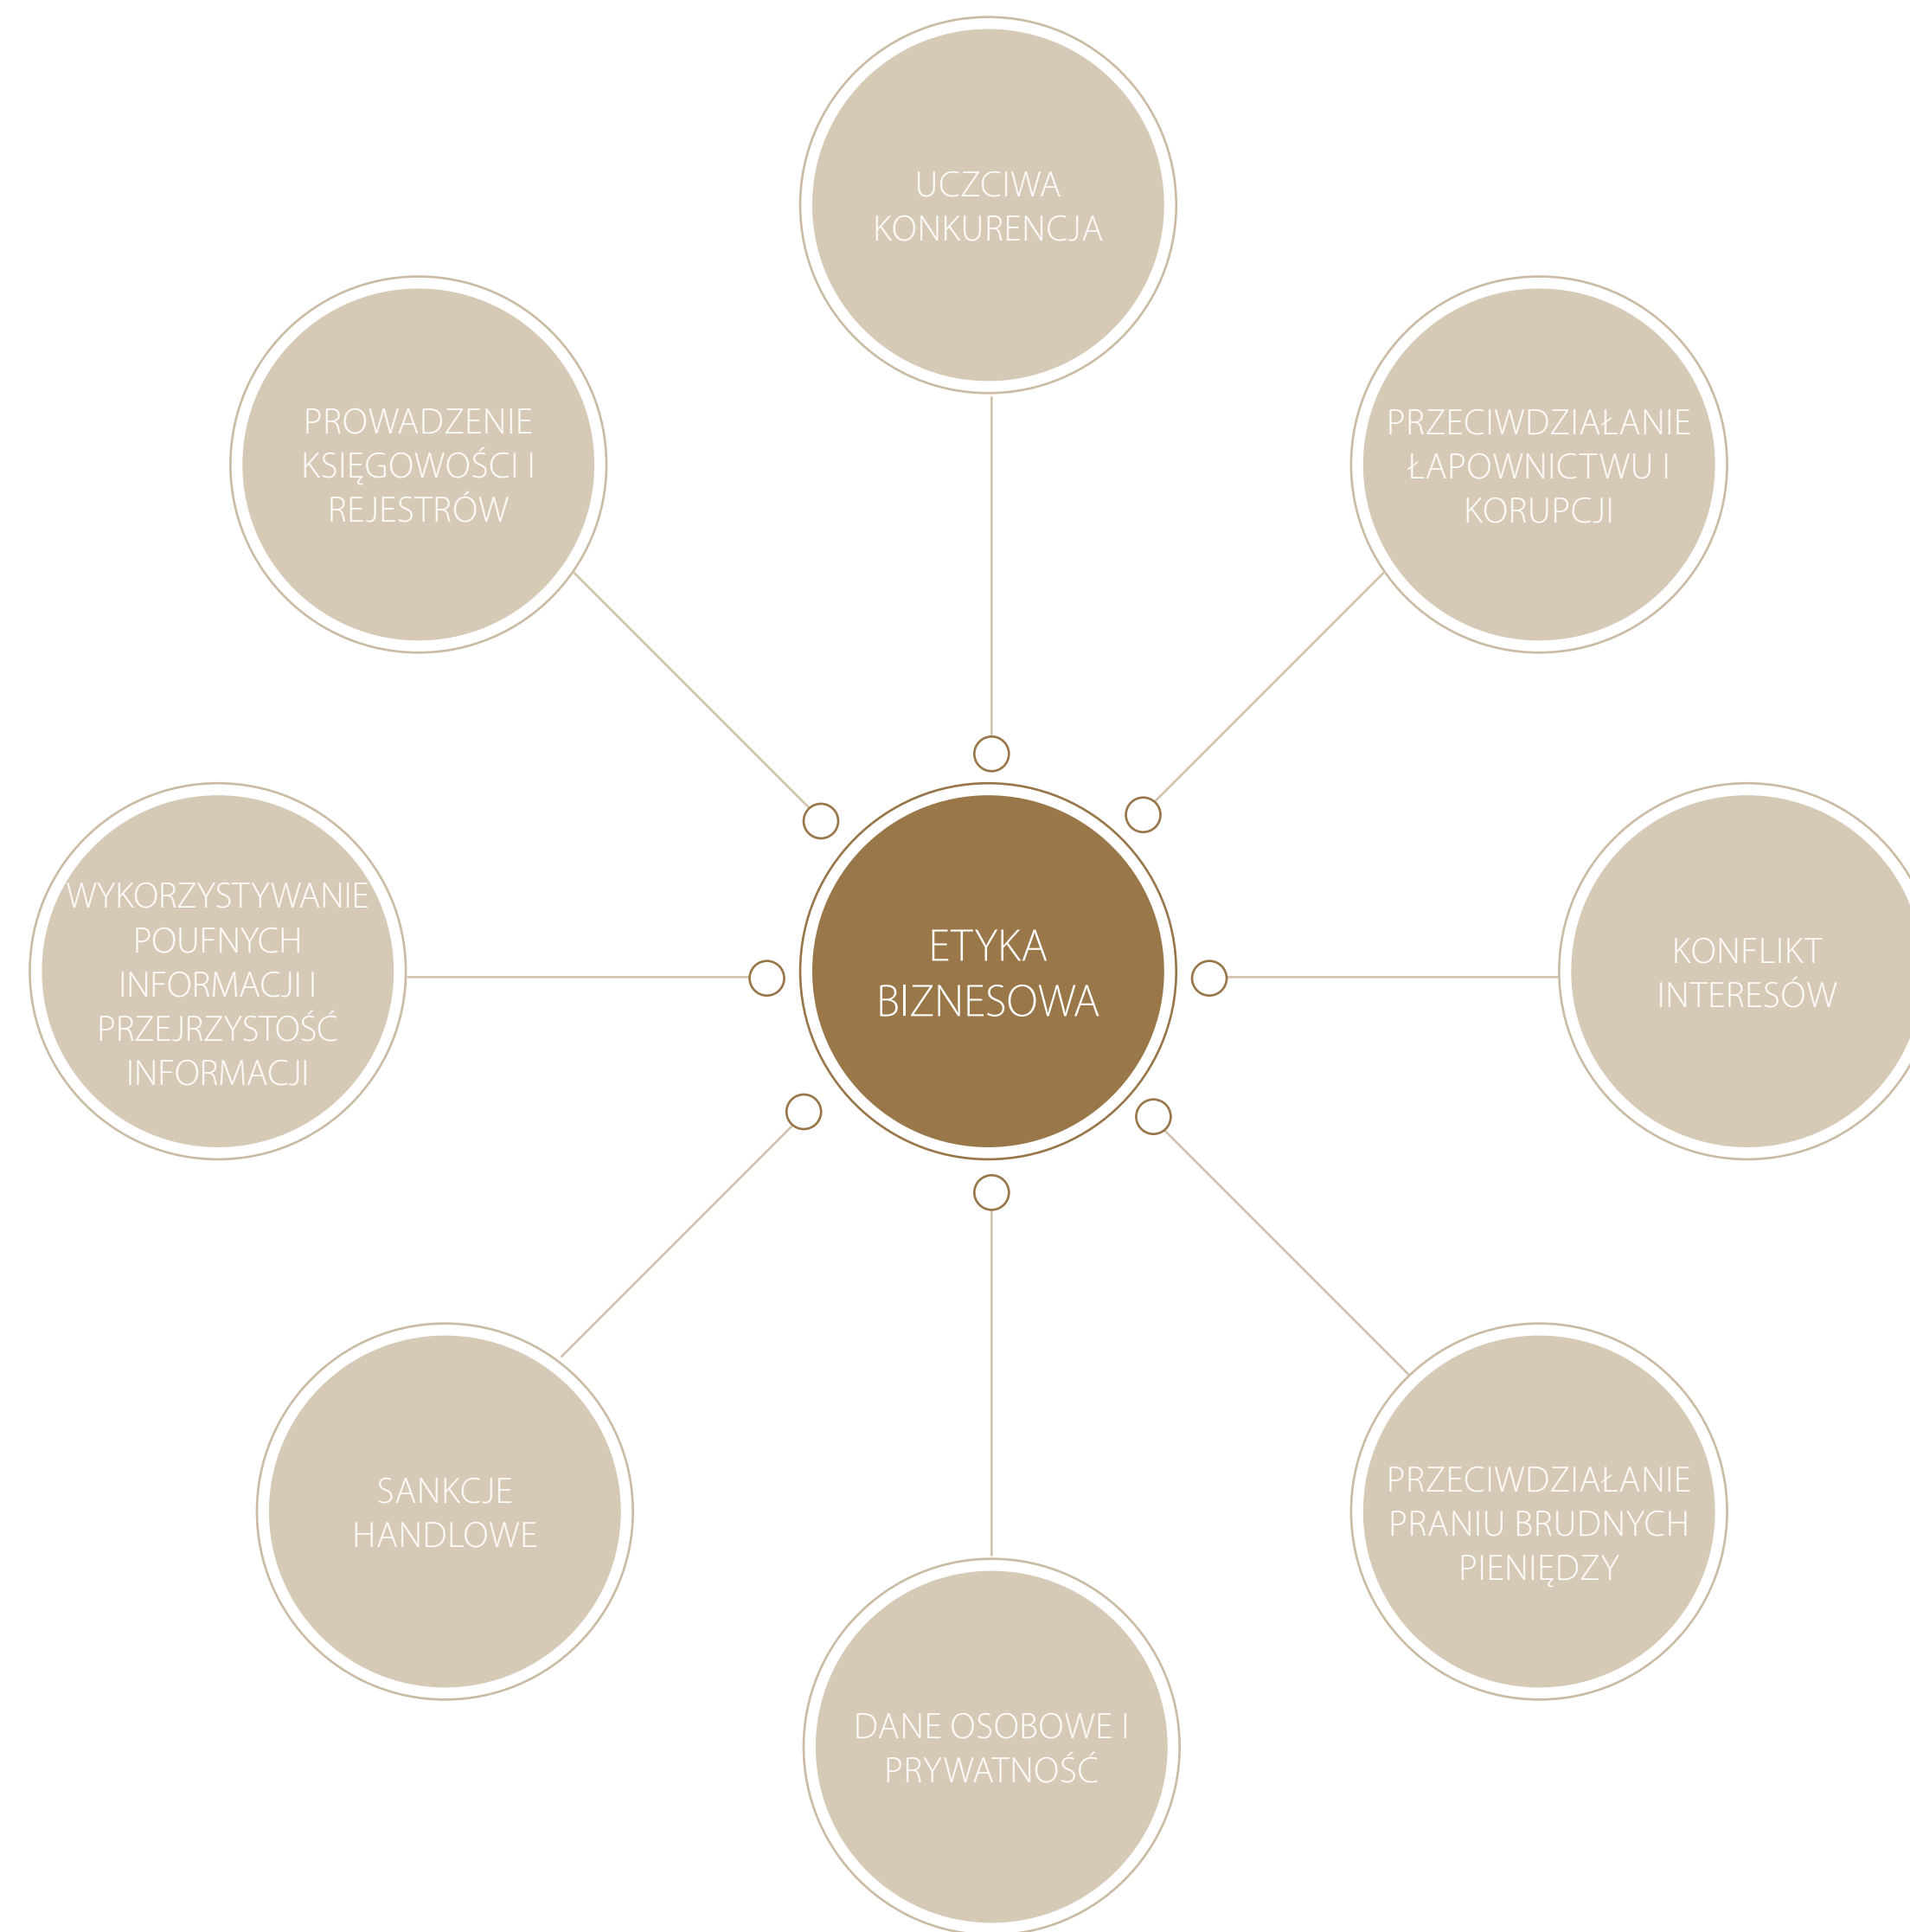 UCZCIWA
KONKURENCJA
PROWADZENIE
KSIĘGOWOŚCI I
REJESTRÓW
PRZECIWDZIAŁANIE
ŁAPOWNICTWU I
KORUPCJI
WYKORZYSTYWANIE
POUFNYCH
INFORMACJI I
PRZEJRZYSTOŚĆ
INFORMACJI
ETYKA
BIZNESOWA
KONFLIKT
INTERESÓW
SANKCJE
HANDLOWE
PRZECIWDZIAŁANIE
PRANIU BRUDNYCH
PIENIĘDZY
DANE OSOBOWE I
PRYWATNOŚĆ